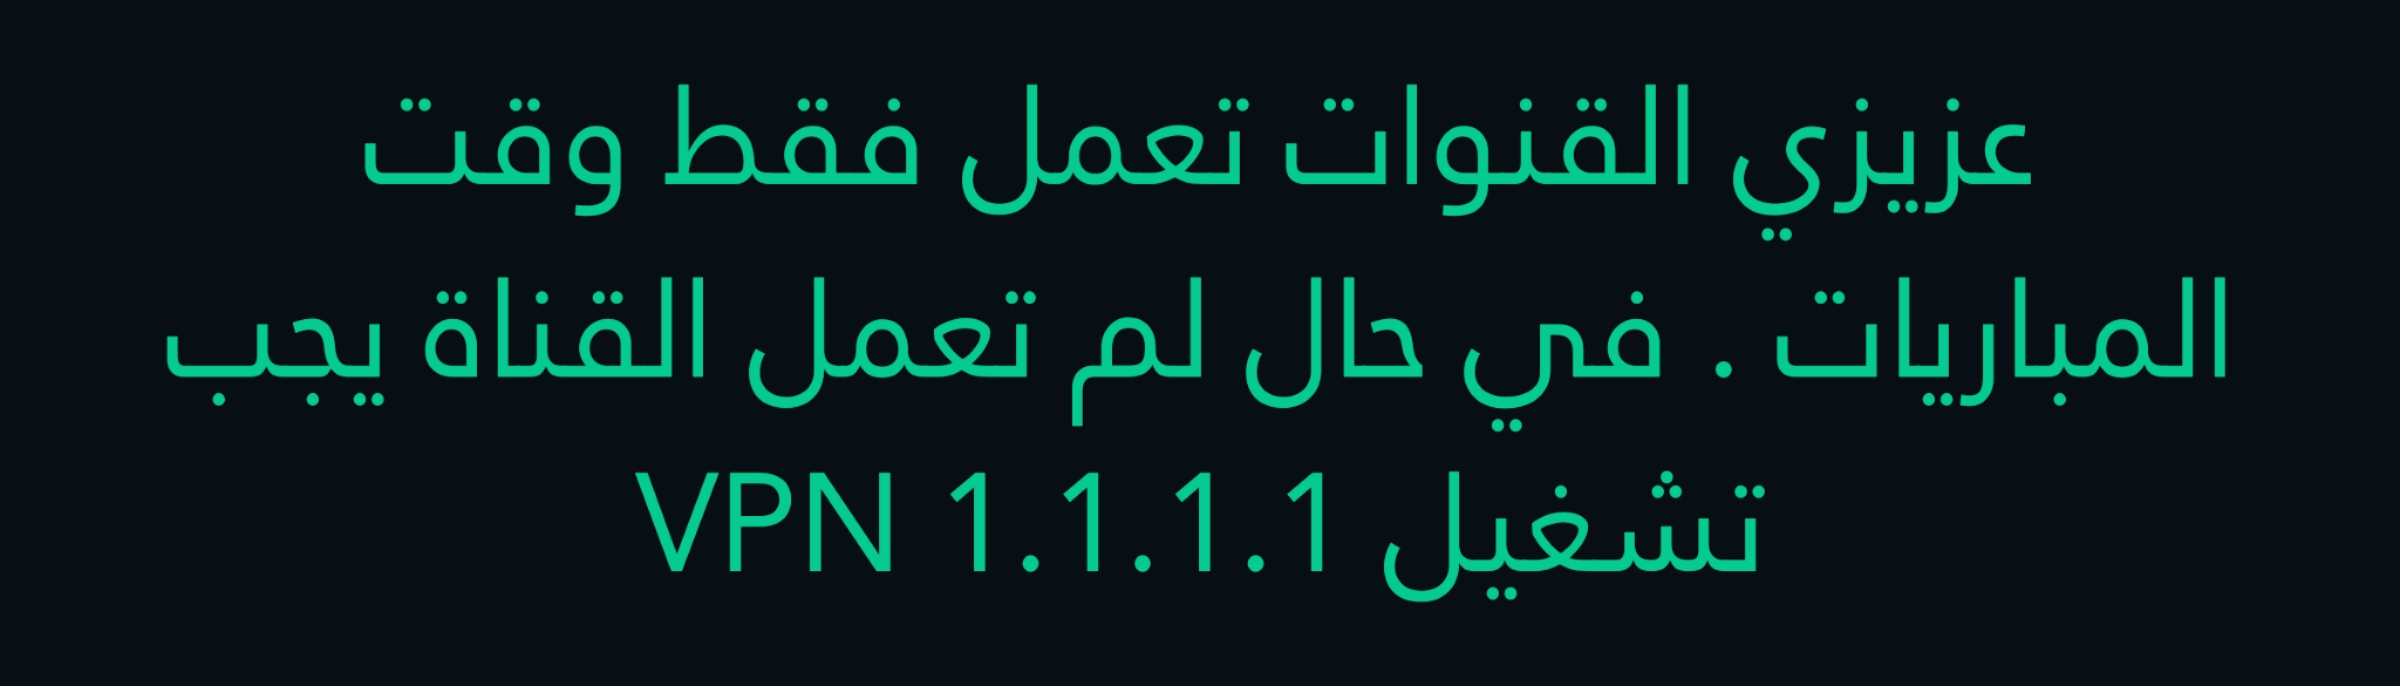 عزيزي القنوات تعمل فقط وقت
المباريات . في حال لم تعمل القناة يجب
تشغيل VPN 1.1.1.1